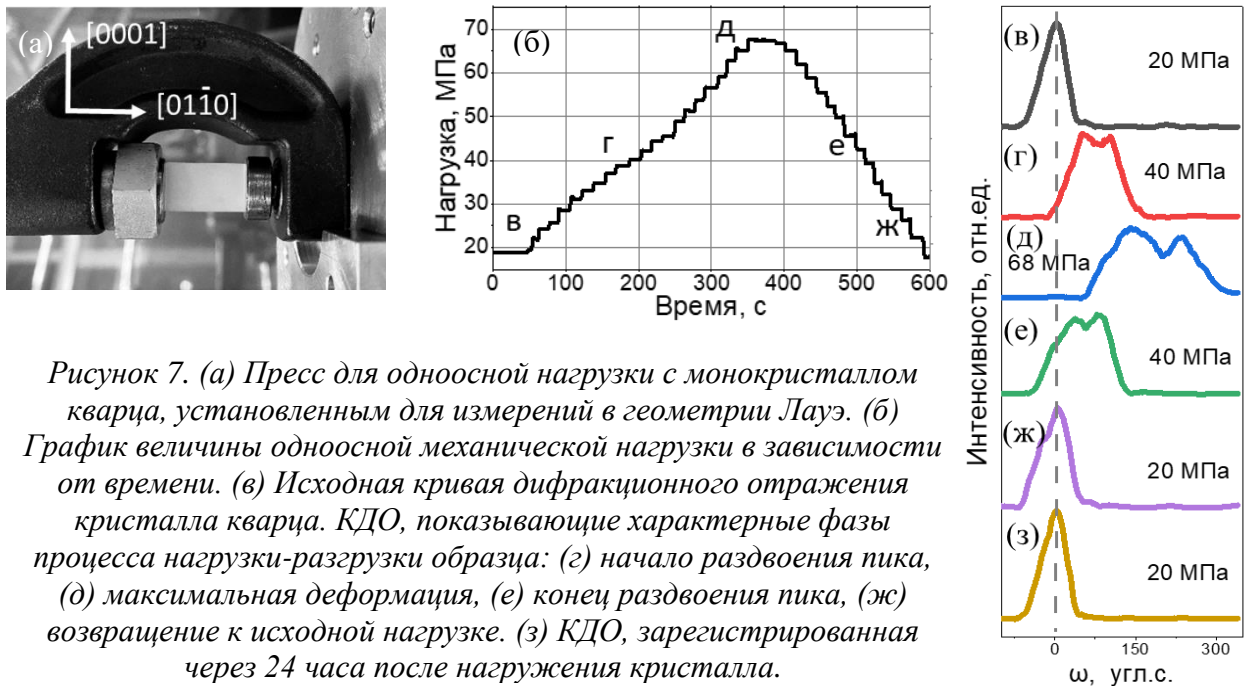 (а)
[0001]
[011̄0]
(б)
Нагрузка, МПа
70
60
50
40
30
20
в
г
д
е
ж
0 100 200 300 400 500 600
Время, с
(в)
20 МПа
(г)
40 МПа
(д)
68 МПа
(е)
40 МПа
(ж)
20 МПа
(з)
20 МПа
Интенсивность, отн.ед.
0 150 300
ω, угл.с.
Рисунок 7. (а) Пресс для одноосной нагрузки с монокристаллом
кварца, установленным для измерений в геометрии Лауэ. (б)
График величины одноосной механической нагрузки в зависимости
от времени. (в) Исходная кривая дифракционного отражения
кристалла кварца. КДО, показывающие характерные фазы
процесса нагрузки-разгрузки образца: (г) начало раздвоения пика,
(д) максимальная деформация, (е) конец раздвоения пика, (ж)
возвращение к исходной нагрузке. (з) КДО, зарегистрированная
через 24 часа после нагружения кристалла.